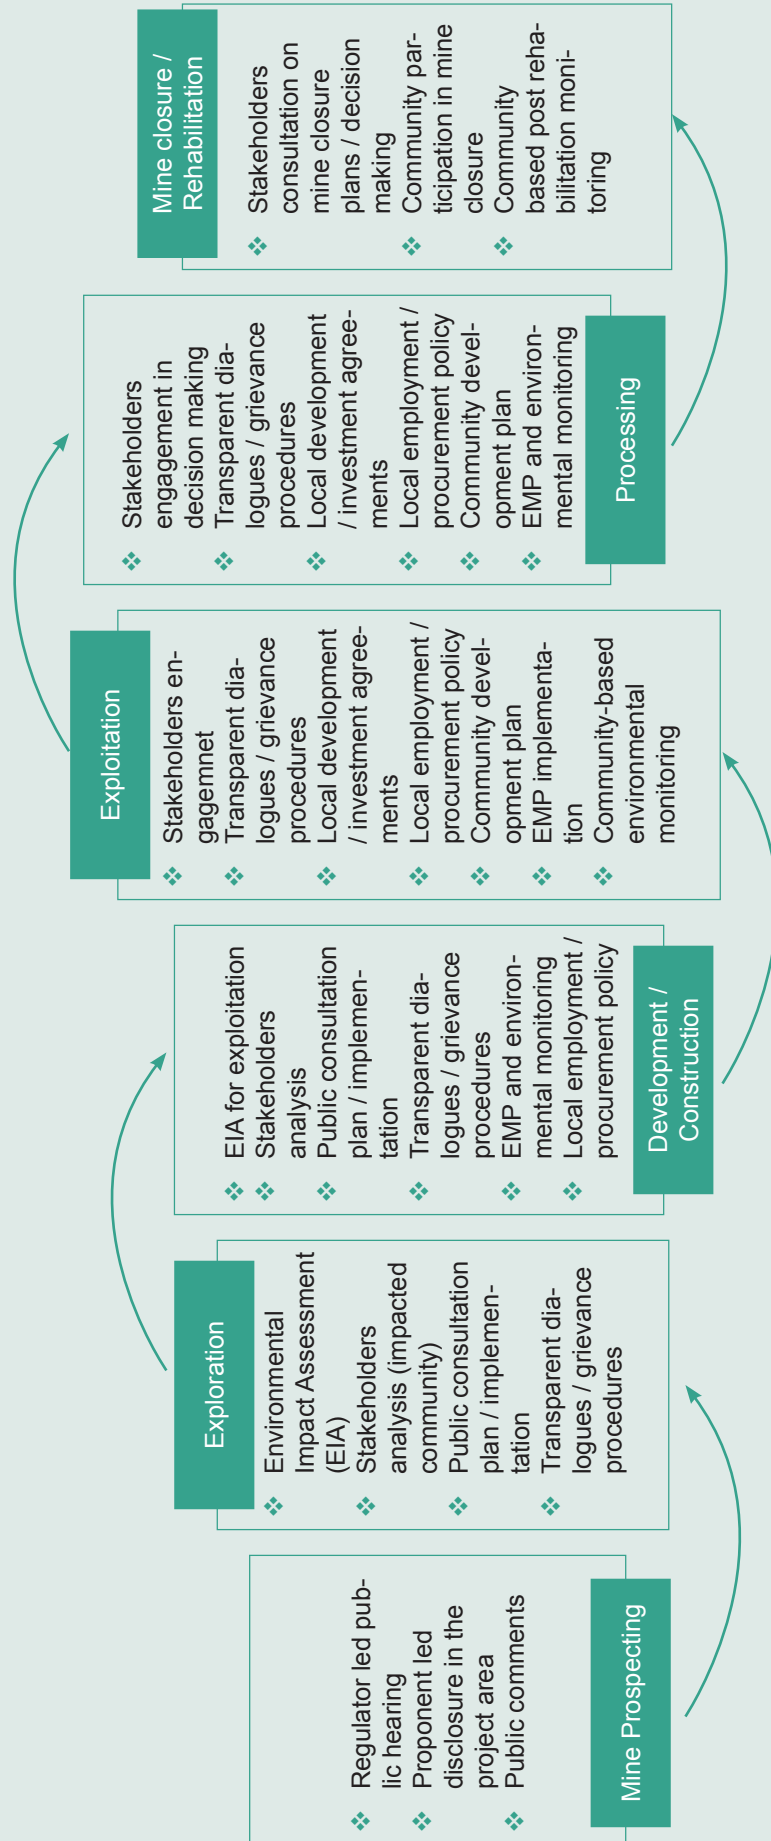 Regulator led pub-
lic hearing
Proponent led
disclosure in the
project area
Public comments
Mine Prospecting
Exploration
Environmental
Impact Assessment
(EIA)
Stakeholders
analysis (impacted
community)
Public consultation
plan / implemen-
tation
Transparent dia-
logues / grievance
procedures
EIA for exploitation
Stakeholders
analysis
Public consultation
plan / implemen-
tation
Transparent dia-
logues / grievance
procedures
EMP and environ-
mental monitoring
Local employment /
procurement policy
Development /
Construction
Exploitation
Stakeholders en-
gagemnet
Transparent dia-
logues / grievance
procedures
Local development
/ investment agree-
ments
Local employment /
procurement policy
Community devel-
opment plan
EMP implementa-
tion
Community-based
environmental
monitoring
Stakeholders
engagement in
decision making
Transparent dia-
logues / grievance
procedures
Local development
/ investment agree-
ments
Local employment /
procurement policy
Community devel-
opment plan
EMP and environ-
mental monitoring
Processing
Mine closure /
Rehabilitation
Stakeholders
consultation on
mine closure
plans / decision
making
Community par-
ticipation in mine
closure
Community
based post reha-
bilitation moni-
toring